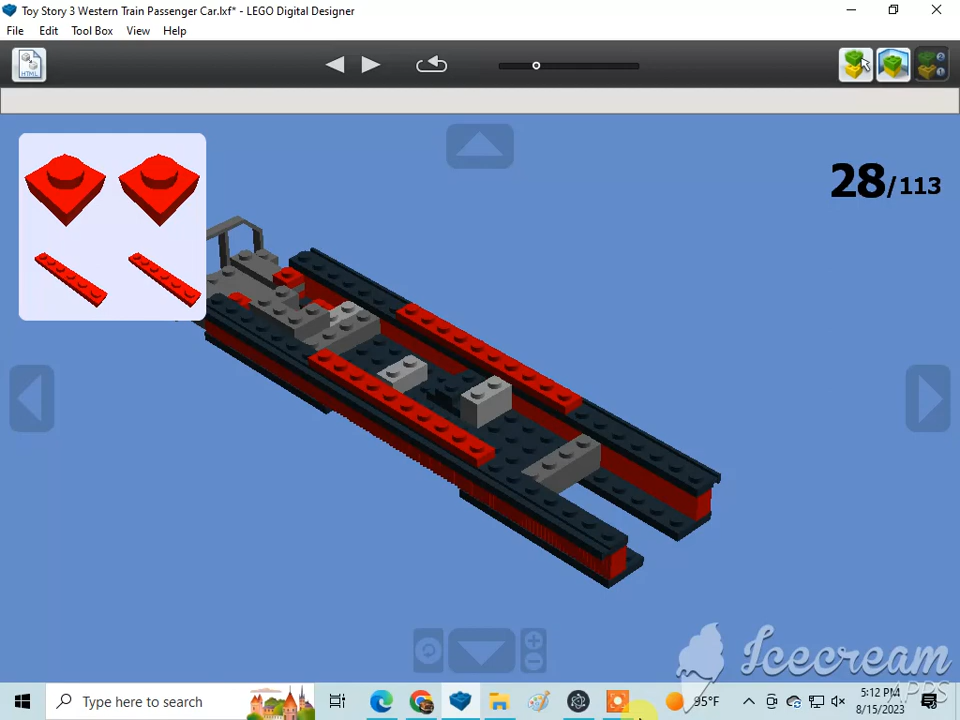 Toy Story 3 Western Train Passenger Car.lxf* - LEGO Digital Designer
File Edit Tool Box View Help
HTML
28/113
Icecream
APPS
Type here to search
95°F
5:12 PM
8/15/2023